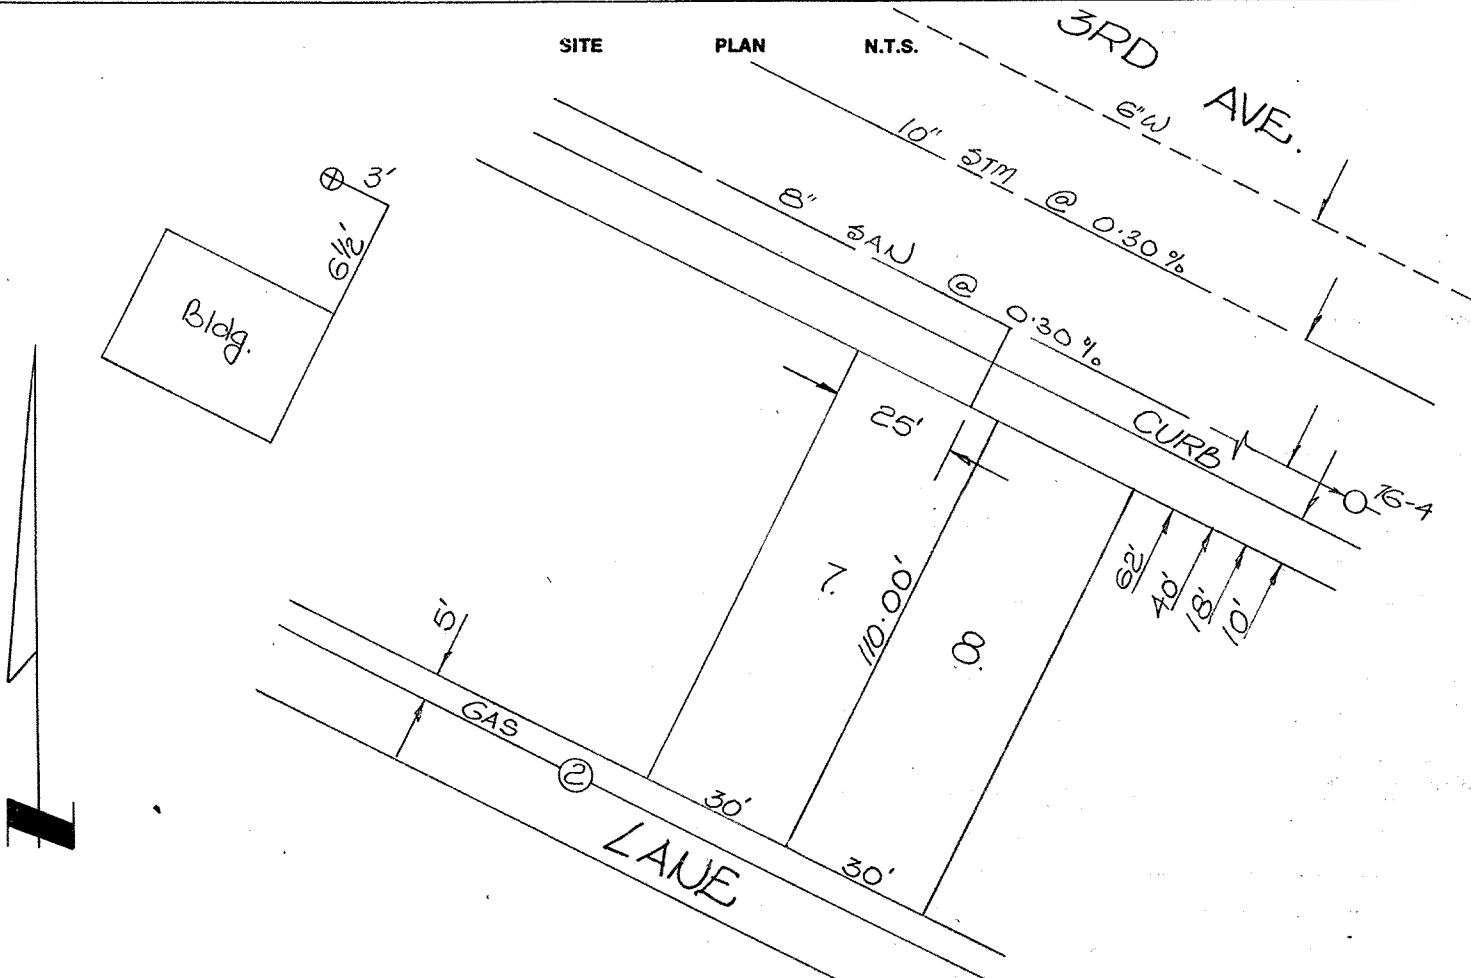 SITE PLAN N.T.S.
3RD AVE.
6"W
10" STM @ 0.30%
8" SAN @ 0.30%
3'
6½'
Bldg.
CURB
76-4
25'
7.
110.00'
8.
62'
40'
18'
10'
5'
GAS
2
30'
30'
LANE